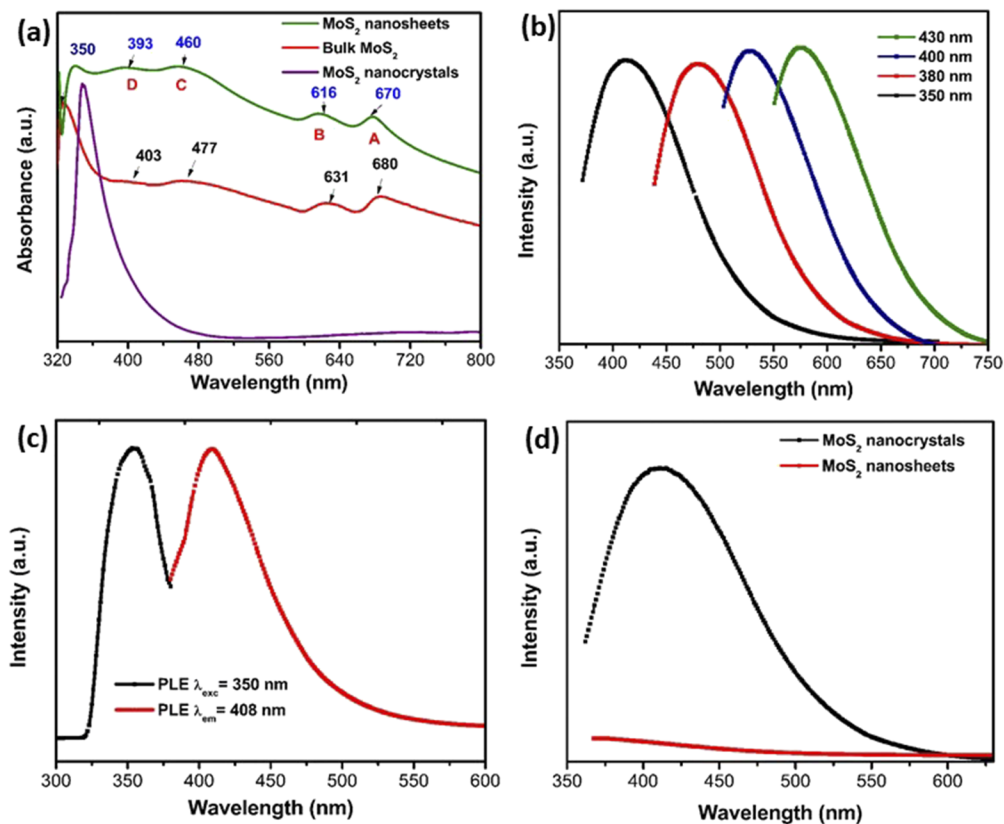 (a)
MoS2 nanosheets
Bulk MoS2
MoS2 nanocrystals
350
393
460
D
C
616
670
B
A
403
477
631
680
Absorbance (a.u.)
320 400 480 560 640 720 800
Wavelength (nm)
(b)
430 nm
400 nm
380 nm
350 nm
Intensity (a.u.)
350 400 450 500 550 600 650 700 750
Wavelength (nm)
(c)
PLE λexc= 350 nm
PLE λem= 408 nm
Intensity (a.u.)
300 350 400 450 500 550 600
Wavelength (nm)
(d)
MoS2 nanocrystals
MoS2 nanosheets
Intensity (a.u.)
350 400 450 500 550 600
Wavelength (nm)